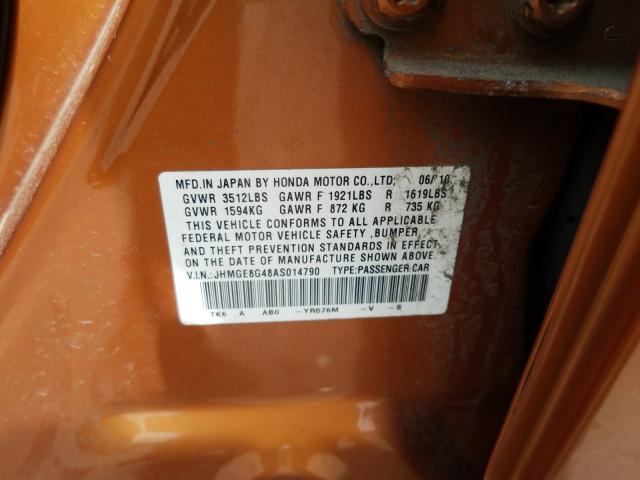 MFD.IN JAPAN BY HONDA MOTOR CO.,LTD; 06/10
GVWR 3512LBS GAWR F 1921LBS R 1619LBS
GVWR 1594KG GAWR F 872 KG R 735 KG
THIS VEHICLE CONFORMS TO ALL APPLICABLE
FEDERAL MOTOR VEHICLE SAFETY ,BUMPER,
AND THEFT PREVENTION STANDARDS IN EFFECT
ON THE DATE OF MANUFACTURE SHOWN ABOVE.
V.I.N.: JHMGE8G48AS014790 TYPE:PASSENGER CAR
TK6 A AB0 -YR576M -V -6